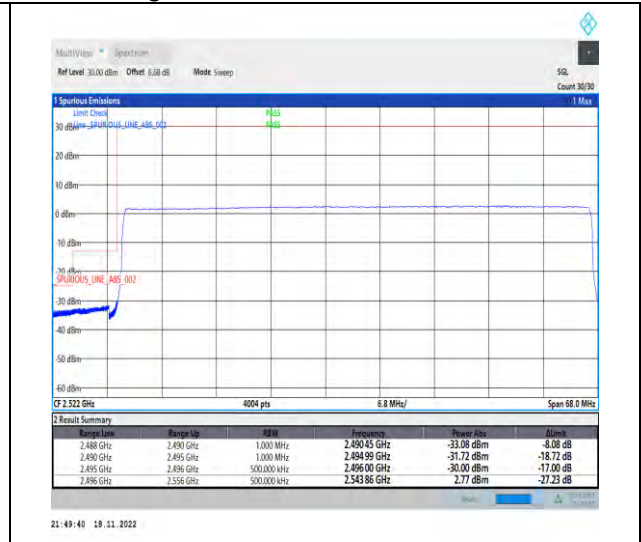 MultiView Spectrum
Ref Level 30.00 dBm Offset 6.68 dB Mode Sweep SGL
Count 30/30
1 Spurious Emissions 1 Max
Limit Check PASS
30 dBm Line _SPURIOUS_LINE_ABS_002 PASS
20 dBm
10 dBm
0 dBm
-10 dBm
-20 dBm
_SPURIOUS_LINE_ABS_002
-30 dBm
-40 dBm
-50 dBm
-60 dBm
CF 2.522 GHz 4004 pts 6.8 MHz/ Span 68.0 MHz
2 Result Summary
Range Low Range Up RBW Frequency Power Abs ΔLimit
2.488 GHz 2.490 GHz 1.000 MHz 2.490 45 GHz -33.08 dBm -8.08 dB
2.490 GHz 2.495 GHz 1.000 MHz 2.494 99 GHz -31.72 dBm -18.72 dB
2.495 GHz 2.496 GHz 500.000 kHz 2.496 00 GHz -30.00 dBm -17.00 dB
2.496 GHz 2.556 GHz 500.000 kHz 2.543 86 GHz 2.77 dBm -27.23 dB
21:49:40 18.11.2022